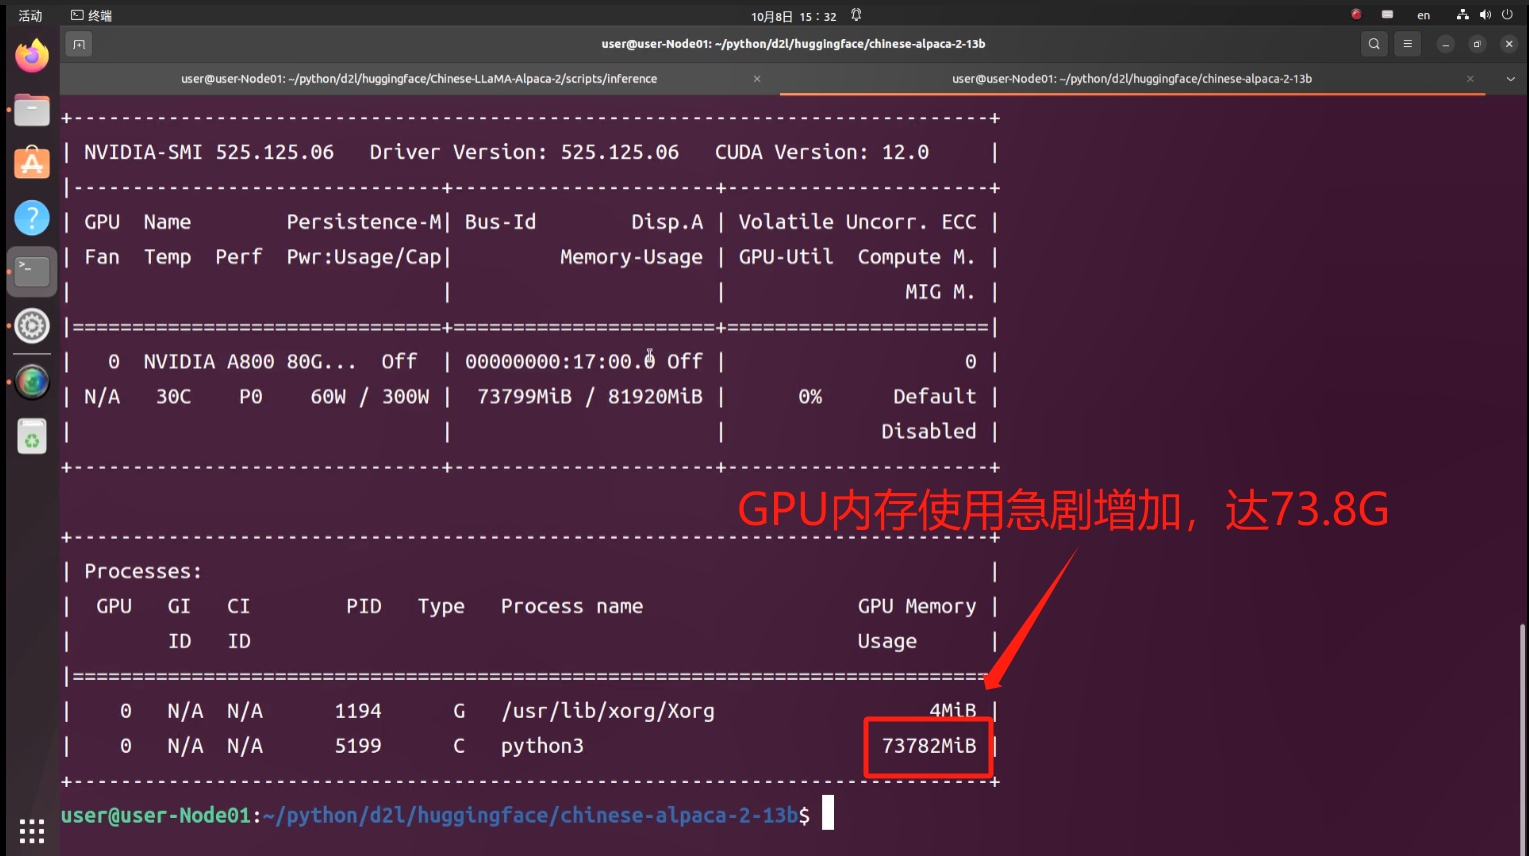 活动 终端 10月8日 15：32 en
user@user-Node01: ~/python/d2l/huggingface/chinese-alpaca-2-13b
user@user-Node01: ~/python/d2l/huggingface/Chinese-LLaMA-Alpaca-2/scripts/inference × user@user-Node01: ~/python/d2l/huggingface/chinese-alpaca-2-13b ×
+-----------------------------------------------------------------------------+
| NVIDIA-SMI 525.125.06   Driver Version: 525.125.06   CUDA Version: 12.0     |
|-------------------------------+----------------------+----------------------+
| GPU  Name        Persistence-M| Bus-Id        Disp.A | Volatile Uncorr. ECC |
| Fan  Temp  Perf  Pwr:Usage/Cap|         Memory-Usage | GPU-Util  Compute M. |
|                               |                      |               MIG M. |
|===============================+======================+======================|
|   0  NVIDIA A800 80G...  Off  | 00000000:17:00.0 Off |                    0 |
| N/A   30C    P0    60W / 300W |  73799MiB / 81920MiB |      0%      Default |
|                               |                      |             Disabled |
+-------------------------------+----------------------+----------------------+
GPU内存使用急剧增加，达73.8G
+-----------------------------------------------------------------------------+
| Processes:                                                                  |
|  GPU   GI   CI        PID   Type   Process name                  GPU Memory |
|        ID   ID                                                   Usage      |
|=============================================================================|
|    0   N/A  N/A      1194      G   /usr/lib/xorg/Xorg                  4MiB |
|    0   N/A  N/A      5199      C   python3                         73782MiB |
+-----------------------------------------------------------------------------+
user@user-Node01:~/python/d2l/huggingface/chinese-alpaca-2-13b$